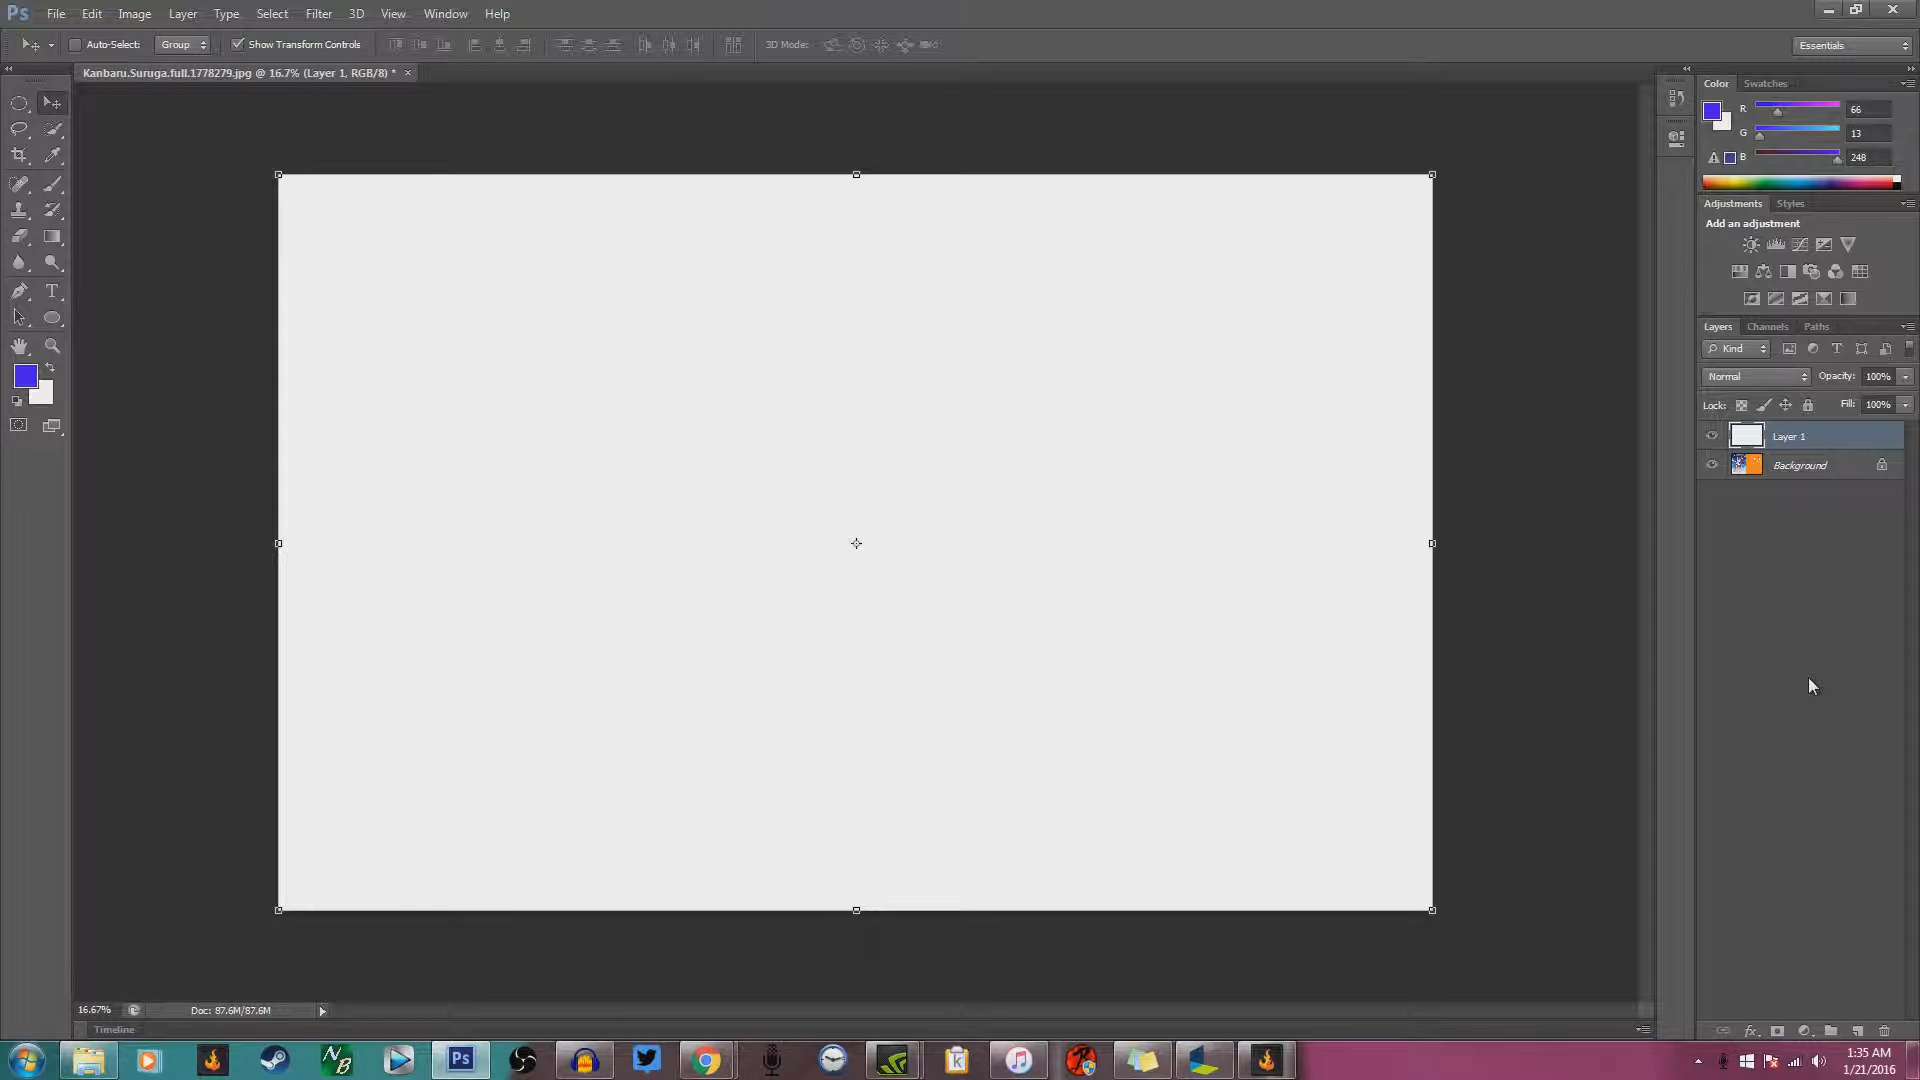 Ps File Edit Image Layer Type Select Filter 3D View Window Help
Auto-Select: Group Show Transform Controls 3D Mode: Essentials
Kanbaru.Suruga.full.1778279.jpg @ 16.7% (Layer 1, RGB/8) * ×
Color Swatches
R 66
G 13
B 248
Adjustments Styles
Add an adjustment
Layers Channels Paths
Kind
Normal Opacity: 100%
Lock: Fill: 100%
Layer 1
Background
16.67% Doc: 87.6M/87.6M
Timeline
1:35 AM
1/21/2016